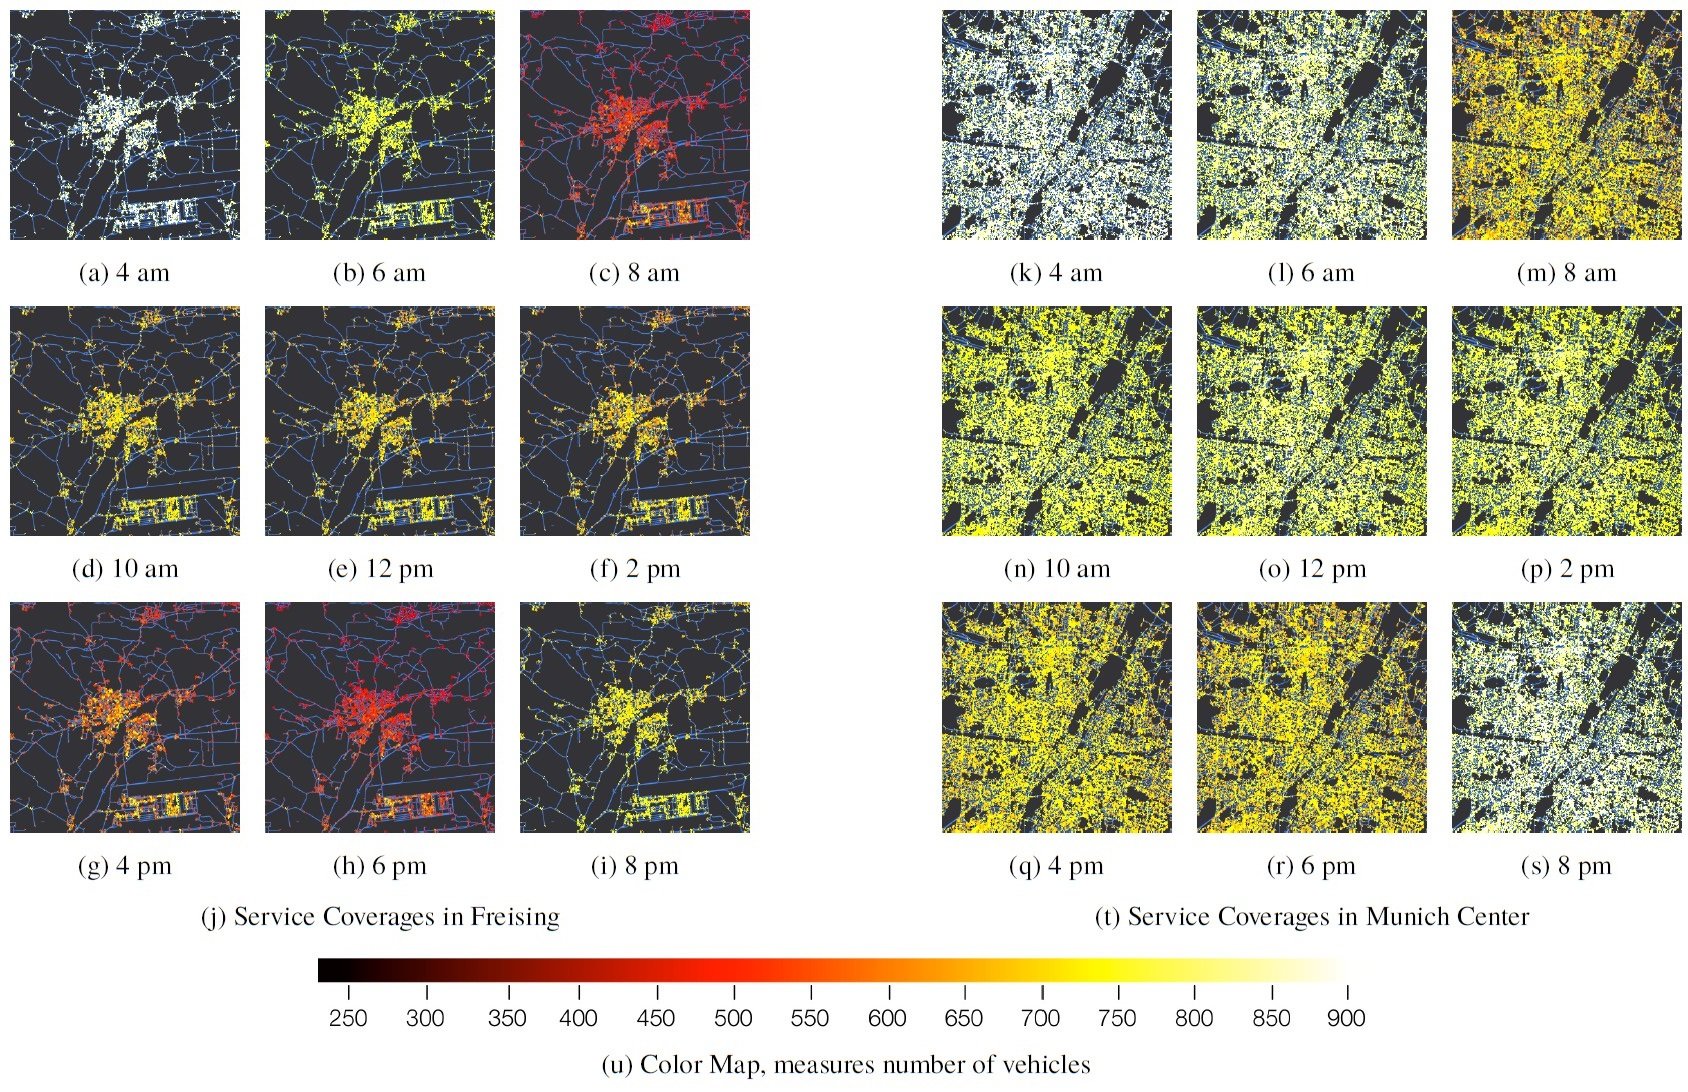 (a) 4 am
(b) 6 am
(c) 8 am
(k) 4 am
(l) 6 am
(m) 8 am
(d) 10 am
(e) 12 pm
(f) 2 pm
(n) 10 am
(o) 12 pm
(p) 2 pm
(g) 4 pm
(h) 6 pm
(i) 8 pm
(q) 4 pm
(r) 6 pm
(s) 8 pm
(j) Service Coverages in Freising
(t) Service Coverages in Munich Center
250 300 350 400 450 500 550 600 650 700 750 800 850 900
(u) Color Map, measures number of vehicles